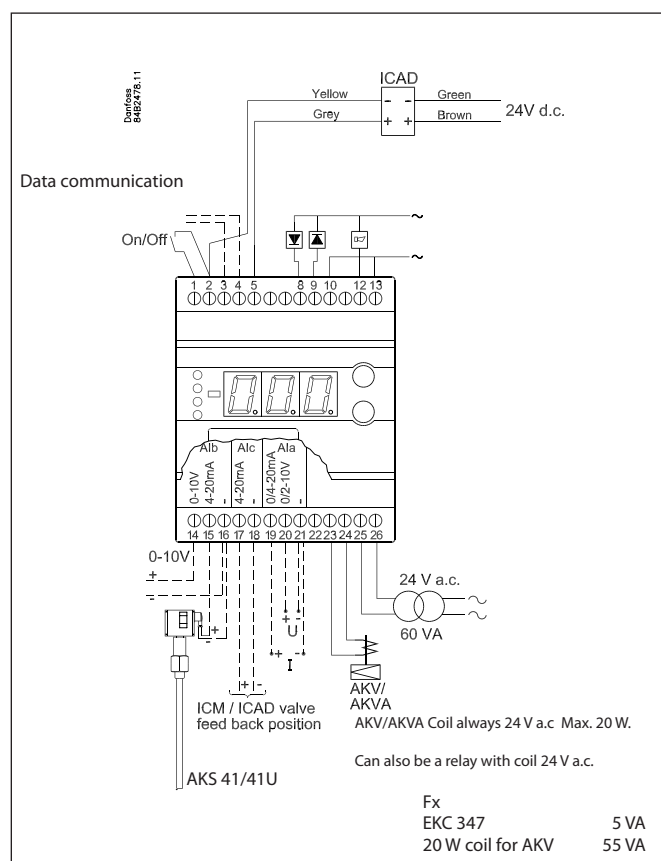 ICAD
Danfoss
84B2478.11
Yellow - - Green
Grey + + Brown
24V d.c.
Data communication
On/Off
~
~
1 2 3 4 5 8 9 10 12 13
AIb AIc AIa
0-10V
4-20mA
-
4-20mA
-
0/4-20mA
0/2-10V
-
14 15 16 17 18 19 20 21 22 23 24 25 26
0-10V
+
-
24 V a.c.
60 VA
+
-
+ -
U
+ -
I
+ -
ICM / ICAD valve
feed back position
AKV/
AKVA
AKV/AKVA Coil always 24 V a.c Max. 20 W.
Can also be a relay with coil 24 V a.c.
AKS 41/41U
Fx
EKC 347 5 VA
20 W coil for AKV 55 VA